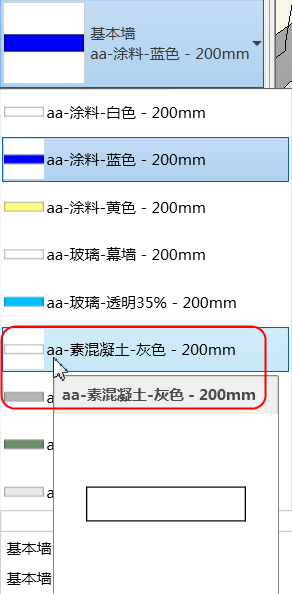 基本墙
aa-涂料-蓝色 - 200mm
aa-涂料-白色 - 200mm
aa-涂料-蓝色 - 200mm
aa-涂料-黄色 - 200mm
aa-玻璃-幕墙 - 200mm
aa-玻璃-透明35% - 200mm
aa-素混凝土-灰色 - 200mm
aa-素混凝土-灰色 - 200mm
基本墙
基本墙